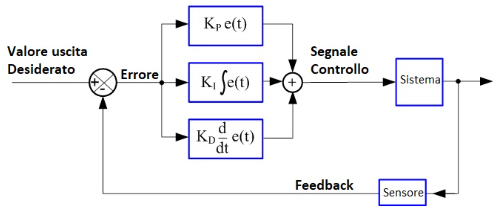 K_P e(t)
Valore uscita
Desiderato
Errore
+
-
K_I ∫e(t)
+
Segnale
Controllo
Sistema
K_D d/dt e(t)
Feedback
Sensore